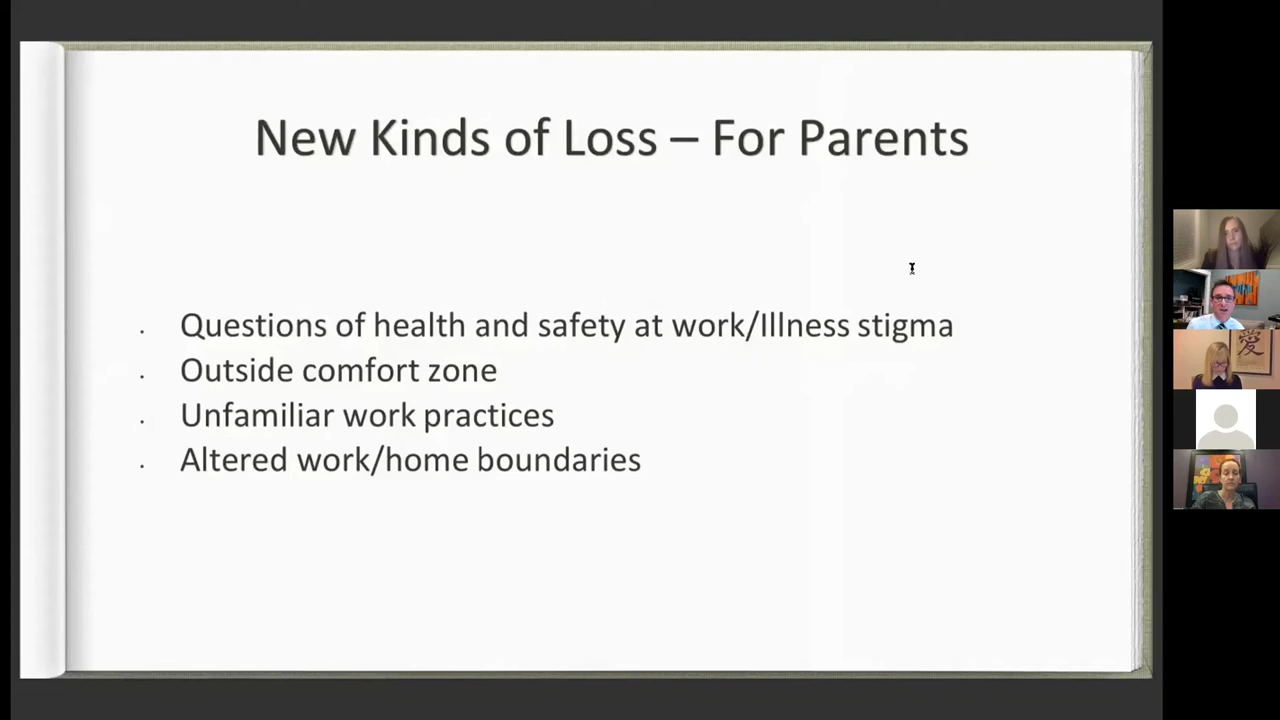 New Kinds of Loss – For Parents
Questions of health and safety at work/Illness stigma
Outside comfort zone
Unfamiliar work practices
Altered work/home boundaries
愛